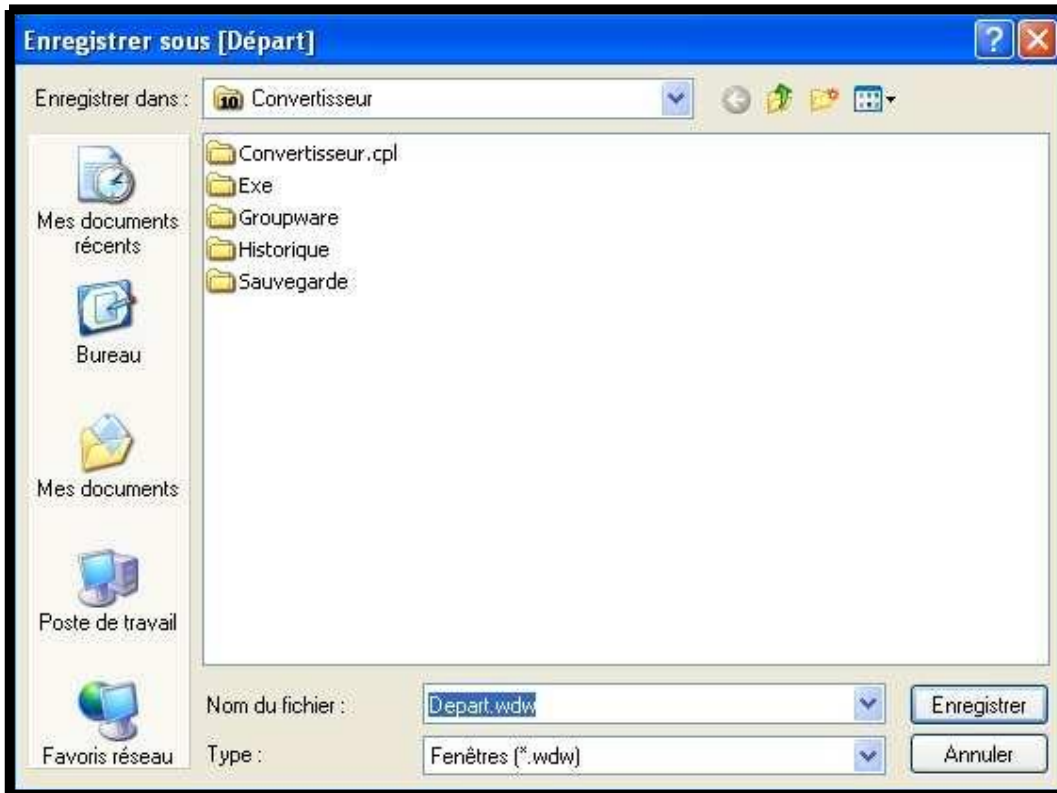 Enregistrer sous [Départ]
Enregistrer dans :
10
Convertisseur
Convertisseur.cpl
Exe
Groupware
Historique
Sauvegarde
Mes documents
récents
Bureau
Mes documents
Poste de travail
Favoris réseau
Nom du fichier :
Depart.wdw
Enregistrer
Type :
Fenêtres (*.wdw)
Annuler